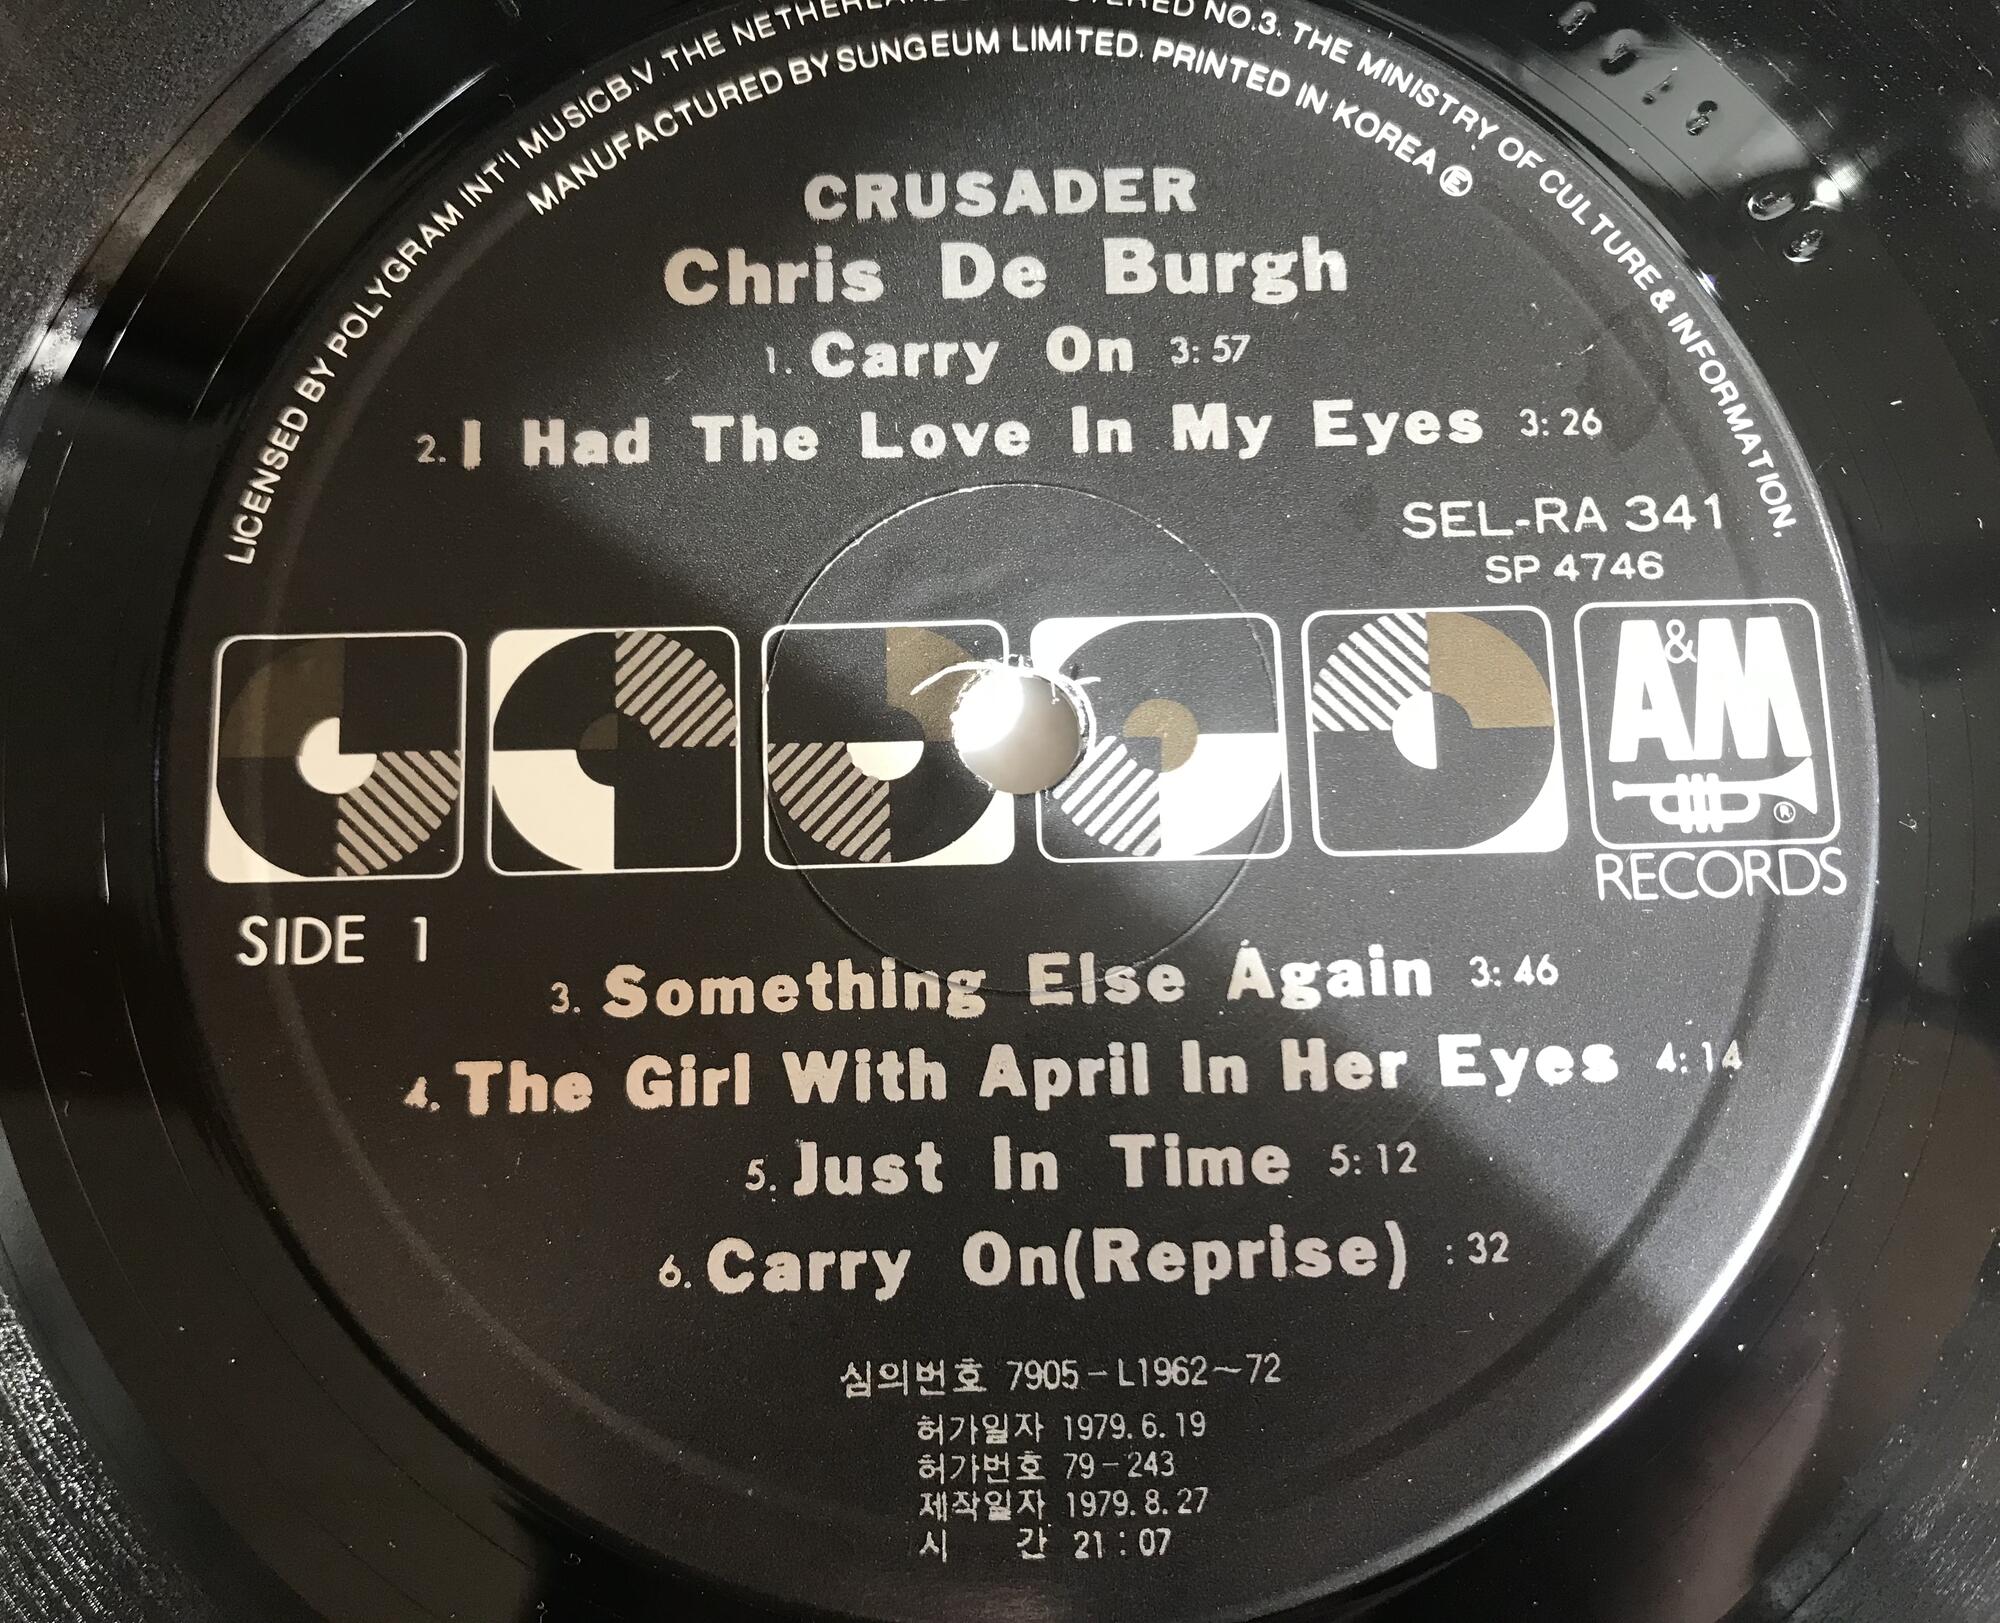 LICENSED BY POLYGRAM INT'l MUSICB.V. THE NETHERLANDS REGISTERED NO.3. THE MINISTRY OF CULTURE & INFORMATION.
MANUFACTURED BY SUNGEUM LIMITED. PRINTED IN KOREA Ⓔ
CRUSADER
Chris De Burgh
1. Carry On 3:57
2. I Had The Love In My Eyes 3:26
SEL-RA 341
SP 4746
A&M
®
RECORDS
SIDE 1
3. Something Else Again 3:46
4. The Girl With April In Her Eyes 4:14
5. Just In Time 5:12
6. Carry On(Reprise) :32
심의번호 7905-L1962~72
허가일자 1979.6.19
허가번호 79-243
제작일자 1979.8.27
시 간 21:07